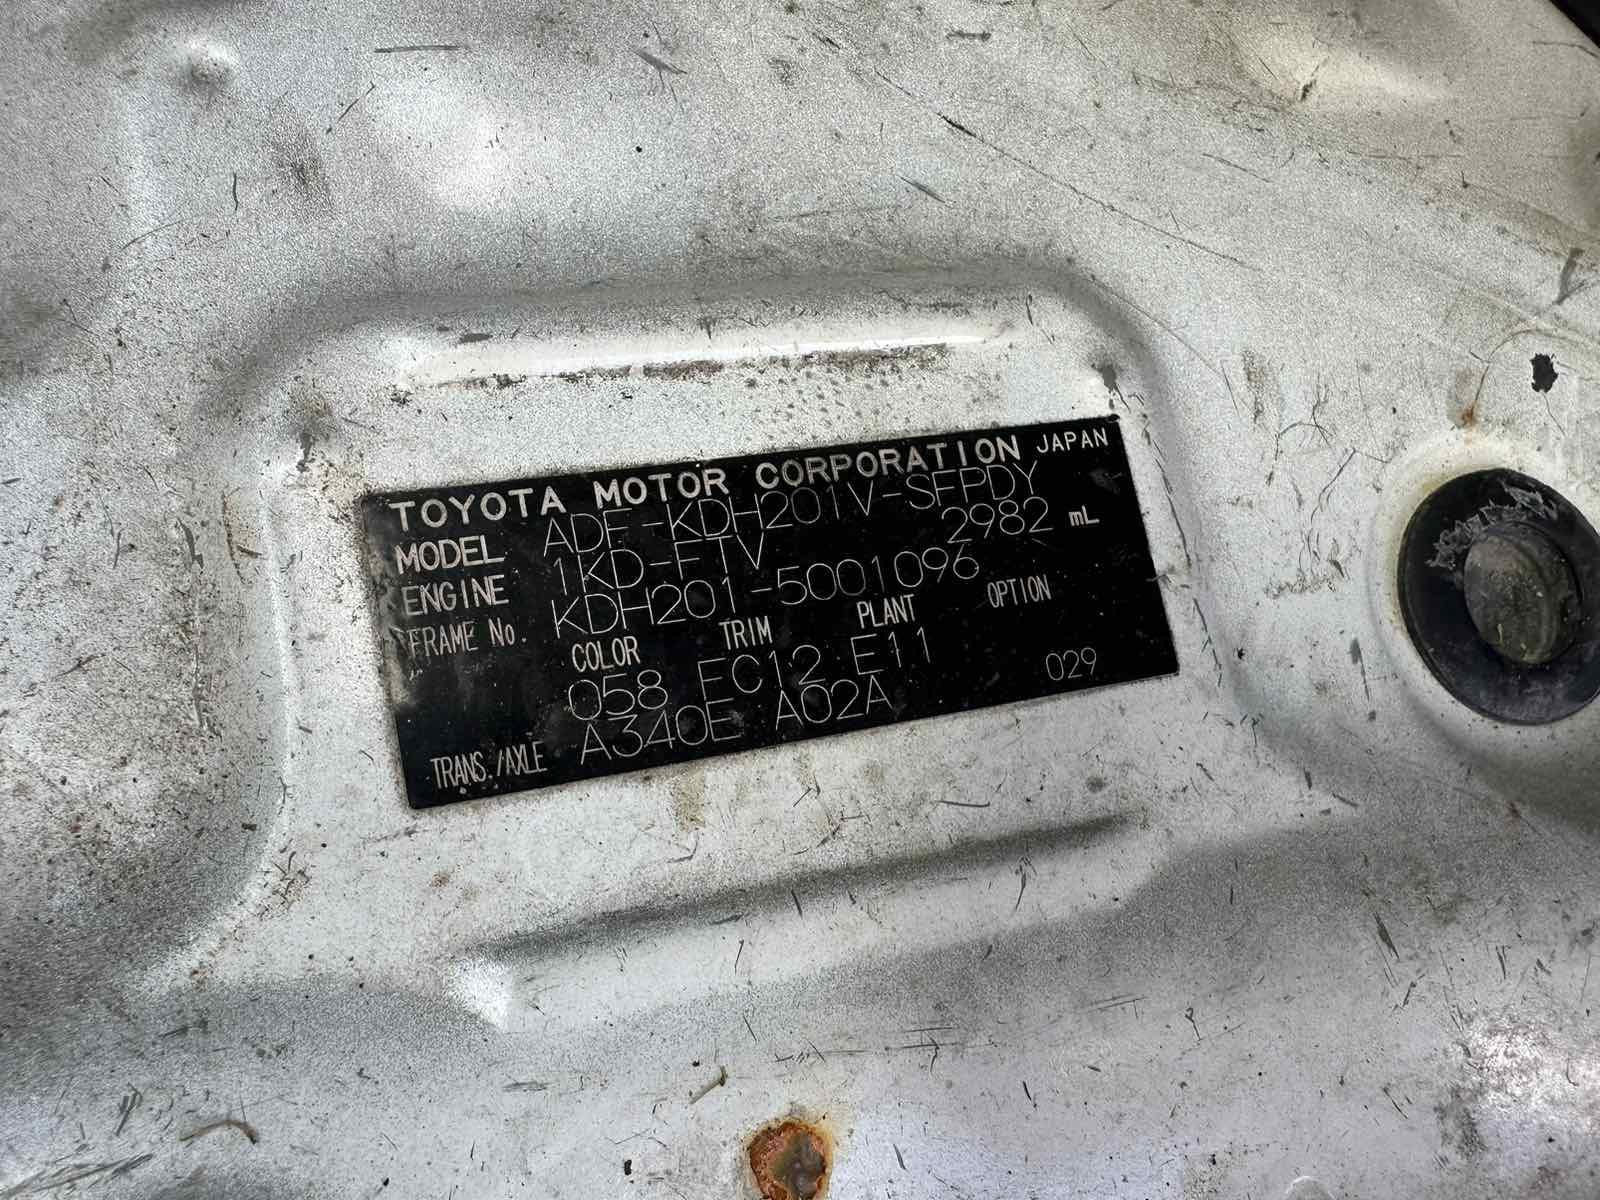 TOYOTA MOTOR CORPORATION JAPAN
MODEL ADF-KDH201V-SFPDY
ENGINE 1KD-FTV 2982 mL
FRAME No. KDH201-5001096
COLOR TRIM PLANT OPTION
058 FC12 E11
TRANS./AXLE A340E A02A 029